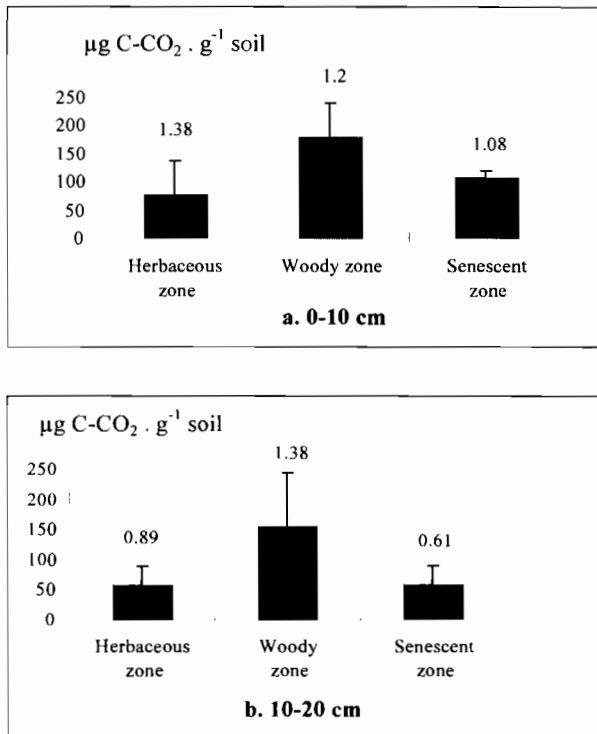 μg C-CO₂ . g⁻¹ soil
1.2
250
1.38
200
1.08
150
100
50
0
Herbaceous zone
Woody zone
Senescent zone
a. 0-10 cm
μg C-CO₂ . g⁻¹ soil
1.38
250
200
0.89
0.61
150
100
50
0
Herbaceous zone
Woody zone
Senescent zone
b. 10-20 cm